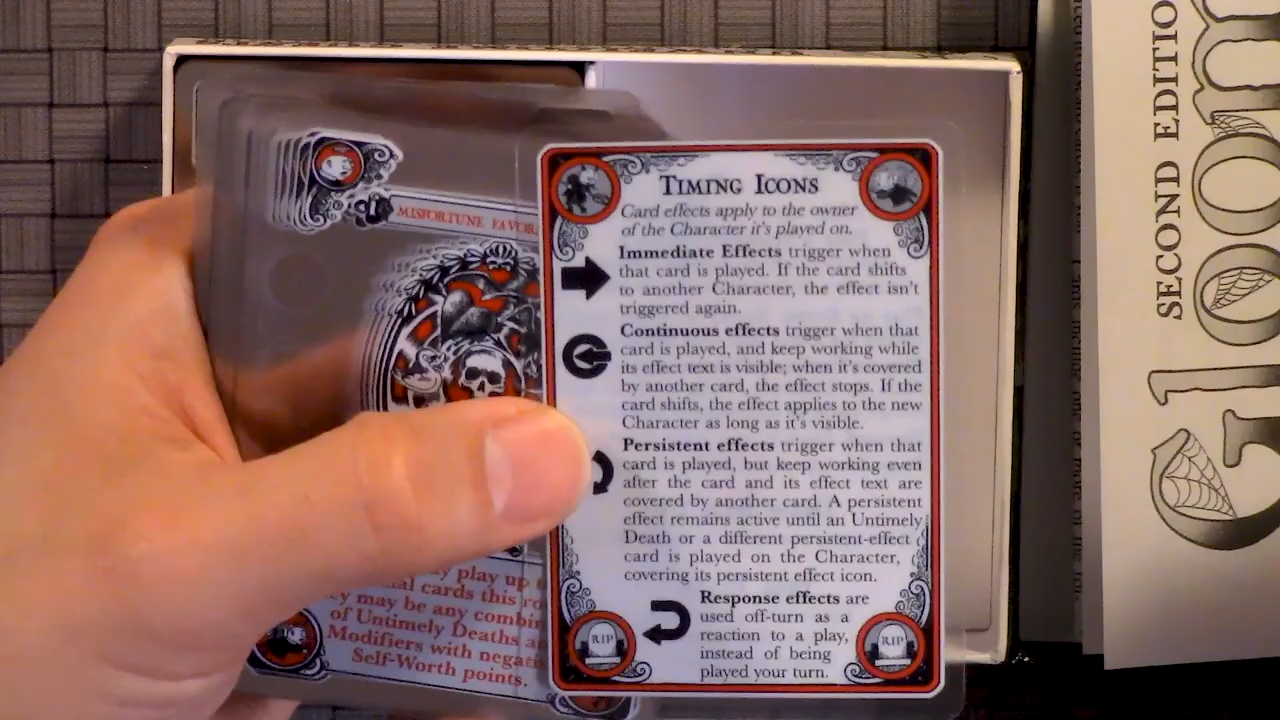 MISFORTUNE FAVOR
play up
cards this
may be any combin
of Untimely Deaths
Modifiers with negati
Self-Worth points.
TIMING ICONS
Card effects apply to the owner
of the Character it's played on.
Immediate Effects trigger when
that card is played. If the card shifts
to another Character, the effect isn't
triggered again.
Continuous effects trigger when that
card is played, and keep working while
its effect text is visible; when it's covered
by another card, the effect stops. If the
card shifts, the effect applies to the new
Character as long as it's visible.
Persistent effects trigger when that
card is played, but keep working even
after the card and its effect text are
covered by another card. A persistent
effect remains active until an Untimely
Death or a different persistent-effect
card is played on the Character,
covering its persistent effect icon.
Response effects are
used off-turn as a
reaction to a play,
instead of being
played your turn.
RIP
RIP
SECOND EDITIO
Gloom